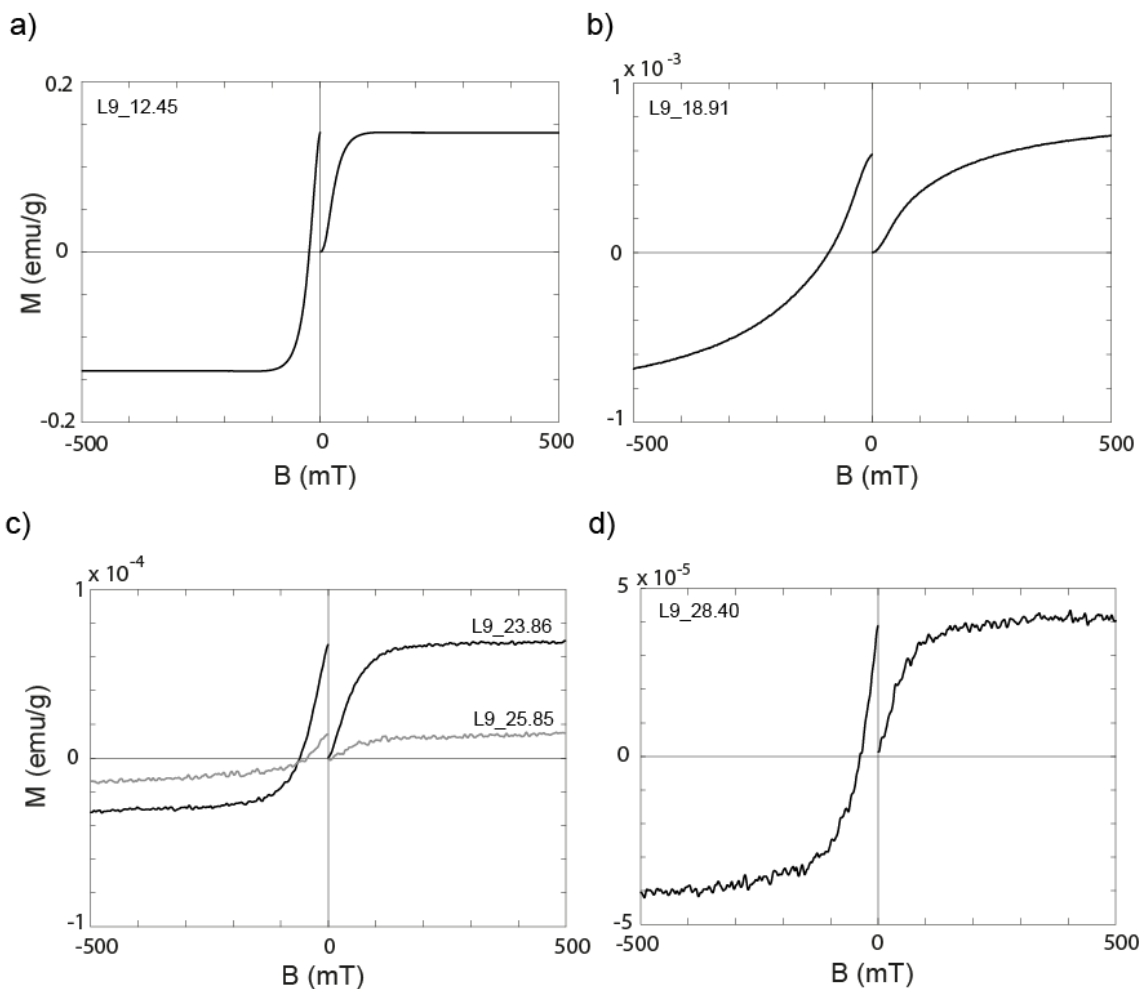 a)
0.2
L9_12.45
M (emu/g)
0
-0.2
-500
0
500
B (mT)
b)
1 x 10 -3
L9_18.91
0
-1
-500
0
500
B (mT)
c)
1 x 10 -4
L9_23.86
L9_25.85
M (emu/g)
0
-1
-500
0
500
B (mT)
d)
5 x 10 -5
L9_28.40
0
-5
-500
0
500
B (mT)